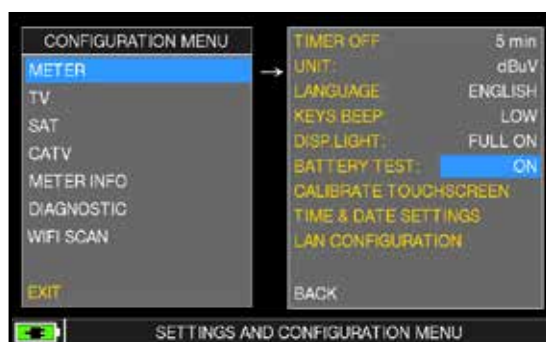 CONFIGURATION MENU
METER
TV
SAT
CATV
METER INFO
DIAGNOSTIC
WIFI SCAN
EXIT
→
TIMER OFF 5 min
UNIT: dBuV
LANGUAGE ENGLISH
KEYS BEEP LOW
DISP.LIGHT: FULL ON
BATTERY TEST: ON
CALIBRATE TOUCHSCREEN
TIME & DATE SETTINGS
LAN CONFIGURATION
BACK
SETTINGS AND CONFIGURATION MENU